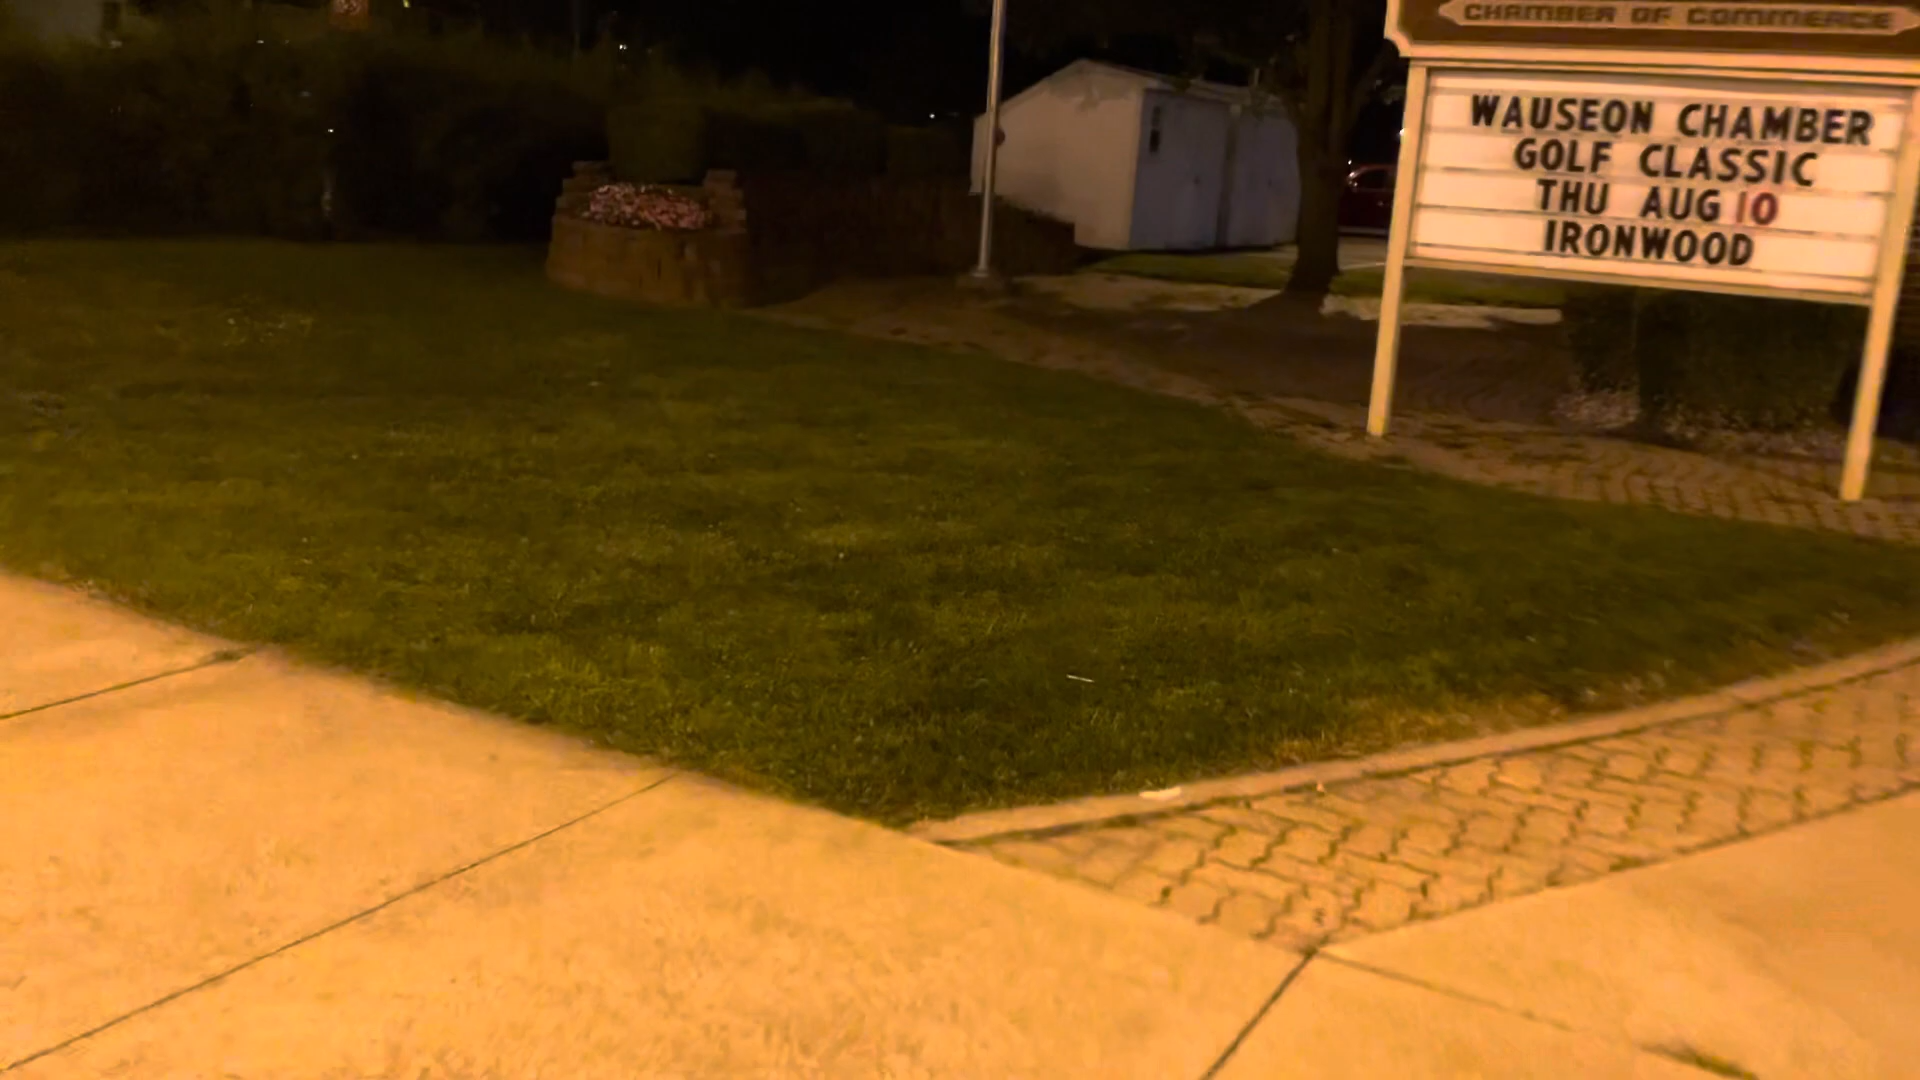 CHAMBER OF COMMERCE
WAUSEON CHAMBER
GOLF CLASSIC
THU AUG 10
IRONWOOD